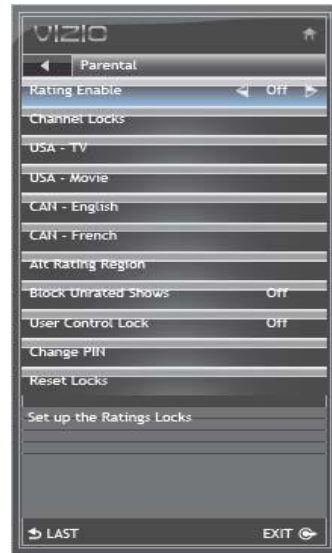 VIZIO
Parental
Rating Enable Off
Channel Locks
USA - TV
USA - Movie
CAN - English
CAN - French
Alt Rating Region
Block Unrated Shows Off
User Control Lock Off
Change PIN
Reset Locks
Set up the Ratings Locks
LAST EXIT